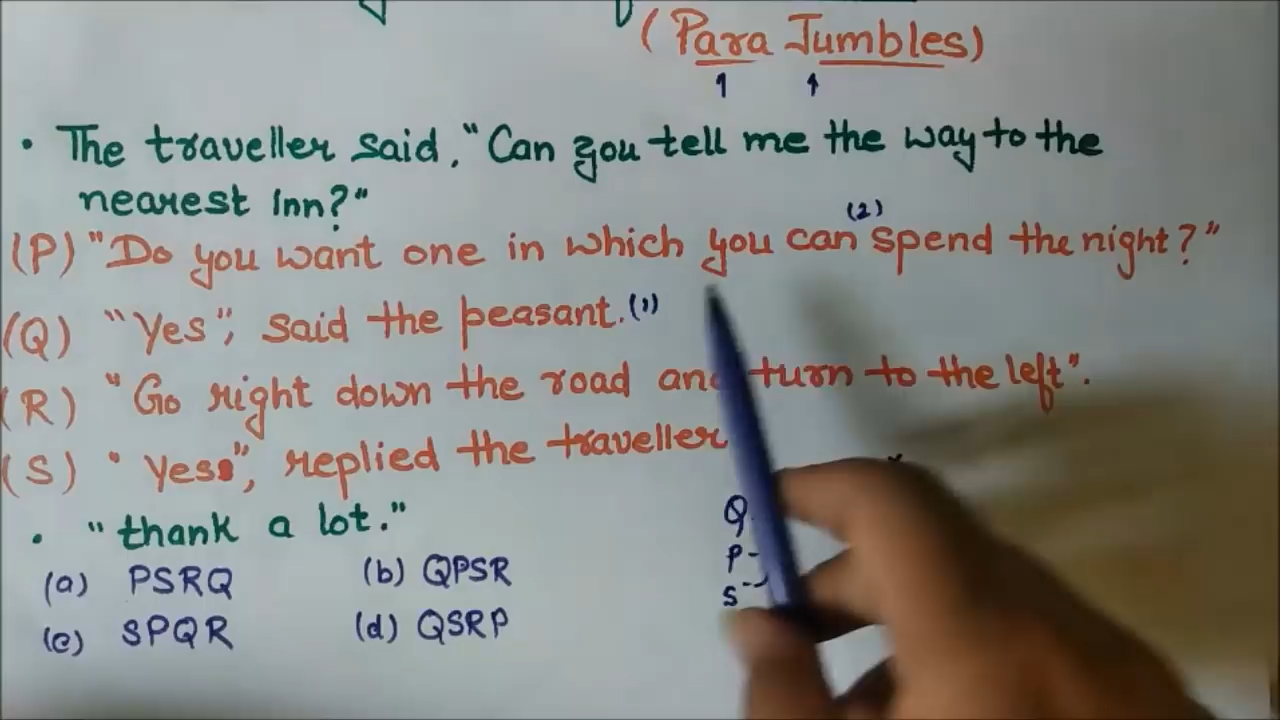 (Para Jumbles)
• The traveller said, "Can you tell me the way to the
nearest Inn?"
(2)
(P) "Do you want one in which you can spend the night?"
(Q) "Yes", said the peasant. (1)
(R) "Go right down the road and turn to the left".
(S) "Yes", replied the traveller
• "thank a lot."
(a) PSRQ (b) QPSR
(c) SPQR (d) QSRP
Q
P-
S--